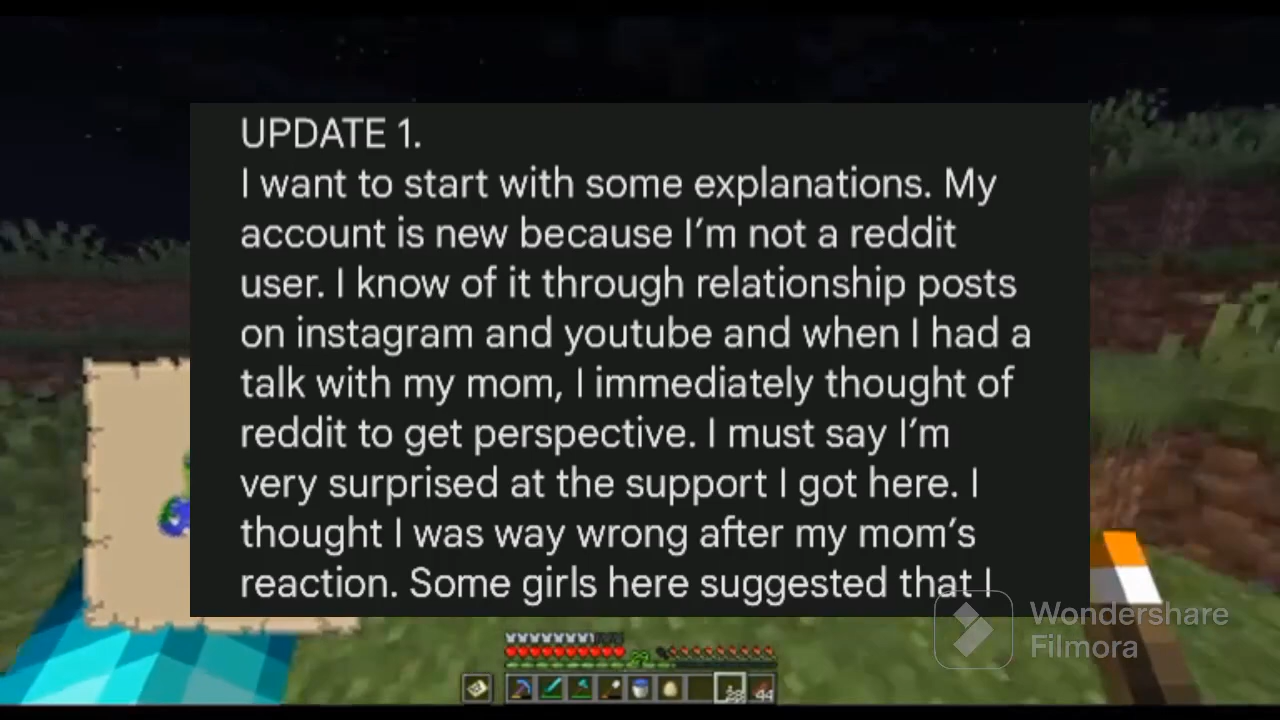 UPDATE 1.
I want to start with some explanations. My
account is new because I’m not a reddit
user. I know of it through relationship posts
on instagram and youtube and when I had a
talk with my mom, I immediately thought of
reddit to get perspective. I must say I’m
very surprised at the support I got here. I
thought I was way wrong after my mom’s
reaction. Some girls here suggested that I
Wondershare
Filmora
29
28
44